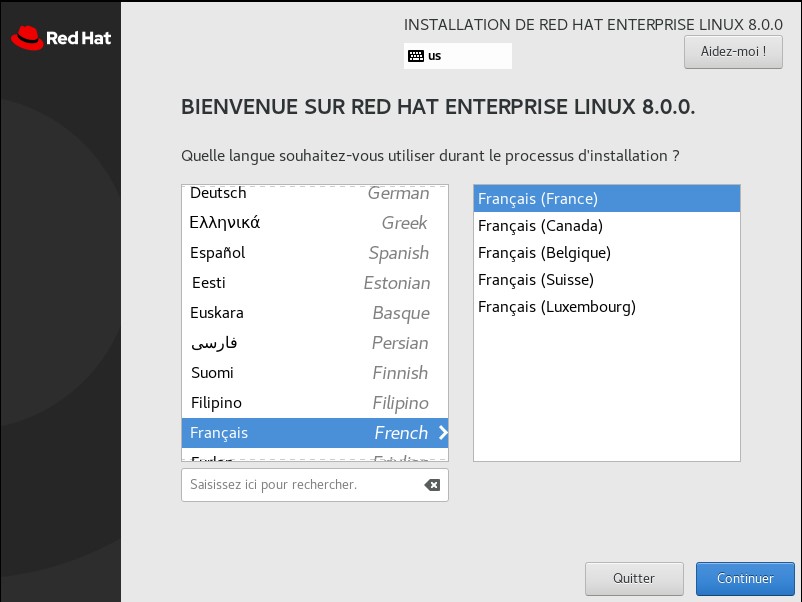 Red Hat
INSTALLATION DE RED HAT ENTERPRISE LINUX 8.0.0
us
Aidez-moi !
BIENVENUE SUR RED HAT ENTERPRISE LINUX 8.0.0.
Quelle langue souhaitez-vous utiliser durant le processus d'installation ?
Deutsch German
Ελληνικά Greek
Español Spanish
Eesti Estonian
Euskara Basque
فارسی Persian
Suomi Finnish
Filipino Filipino
Français French
Français (France)
Français (Canada)
Français (Belgique)
Français (Suisse)
Français (Luxembourg)
Saisissez ici pour rechercher.
Quitter
Continuer